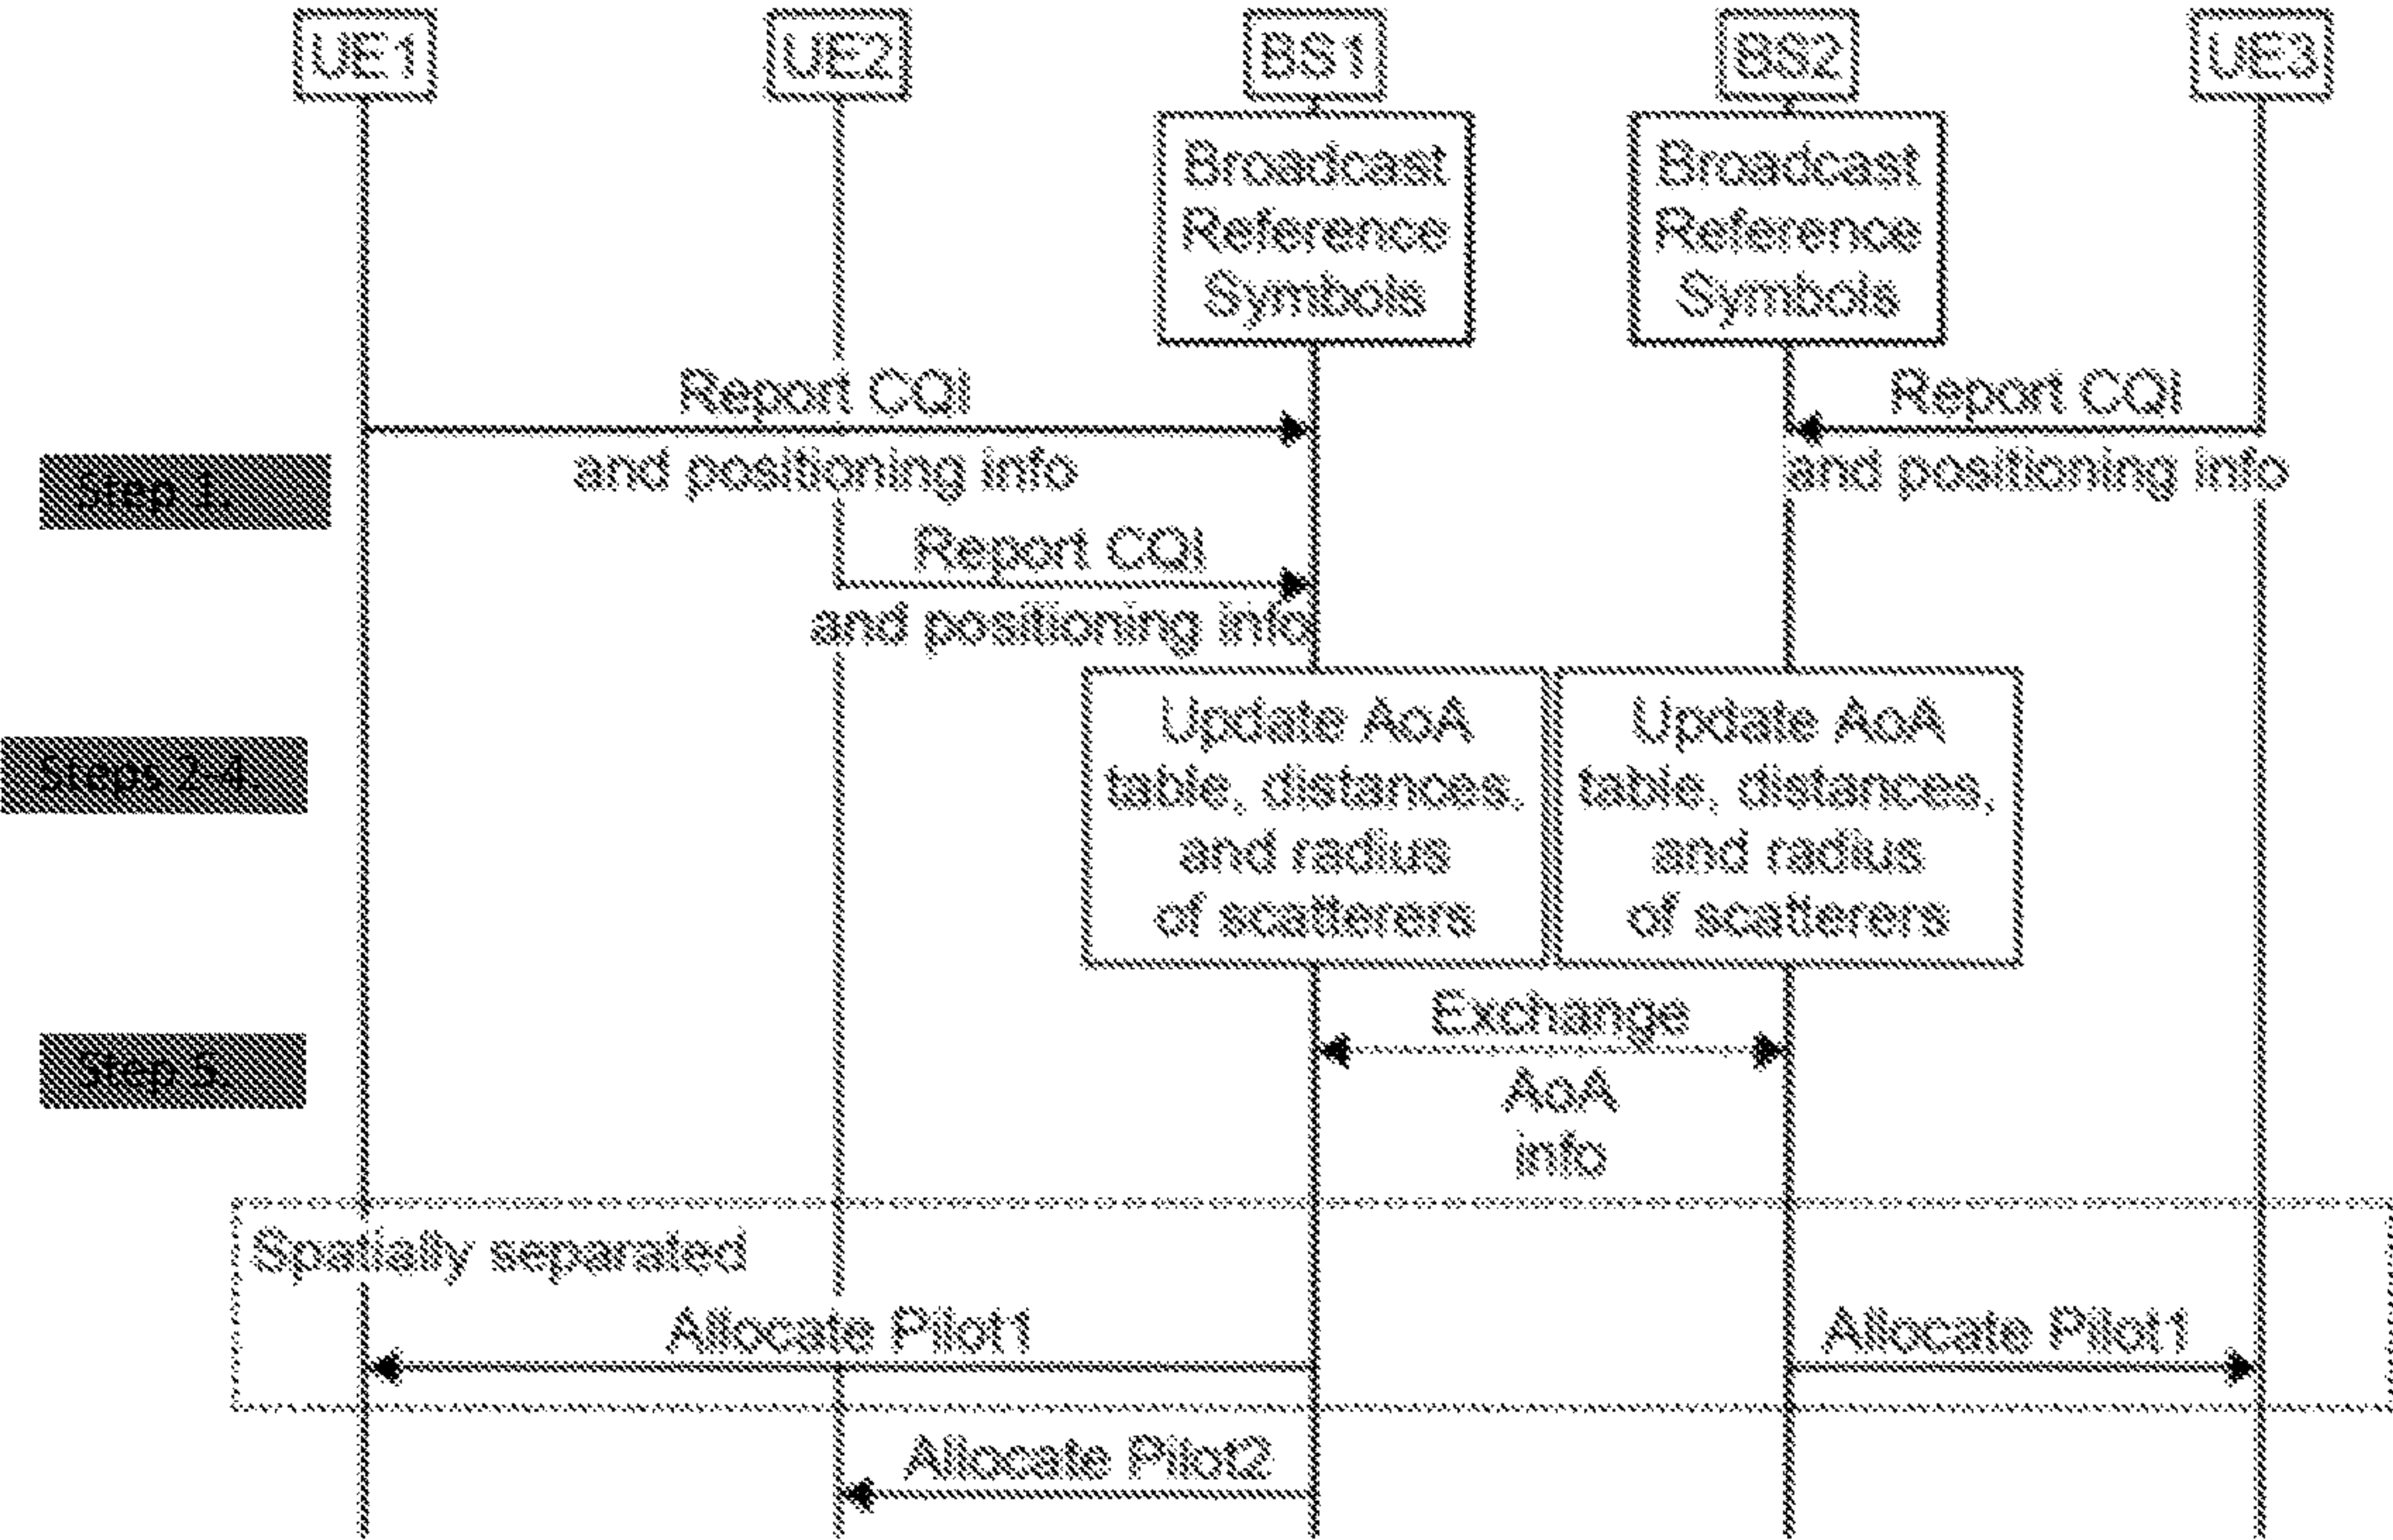 UE1
UE2
BS1
BS2
UE3
Broadcast
Reference
Symbols
Broadcast
Reference
Symbols
Report CQI
and positioning info
Report CQI
and positioning info
Step 1.
Report CQI
and positioning info
Update AoA
table, distances,
and radius
of scatterers
Update AoA
table, distances,
and radius
of scatterers
Steps 2-4.
Exchange
AoA
info
Step 5.
Spatially separated
Allocate Pilot1
Allocate Pilot1
Allocate Pilot2